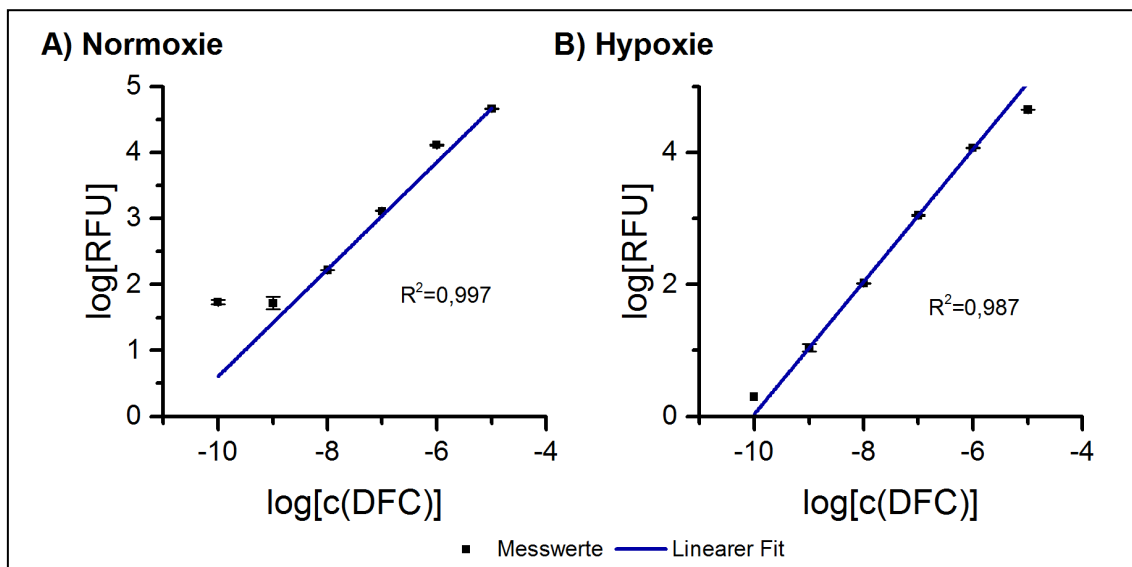 A) Normoxie
5
4
3
2
1
0
log[RFU]
R²=0,997
-10
-8
-6
-4
log[c(DFC)]
B) Hypoxie
4
2
0
log[RFU]
R²=0,987
-10
-8
-6
-4
log[c(DFC)]
Messwerte
Linearer Fit